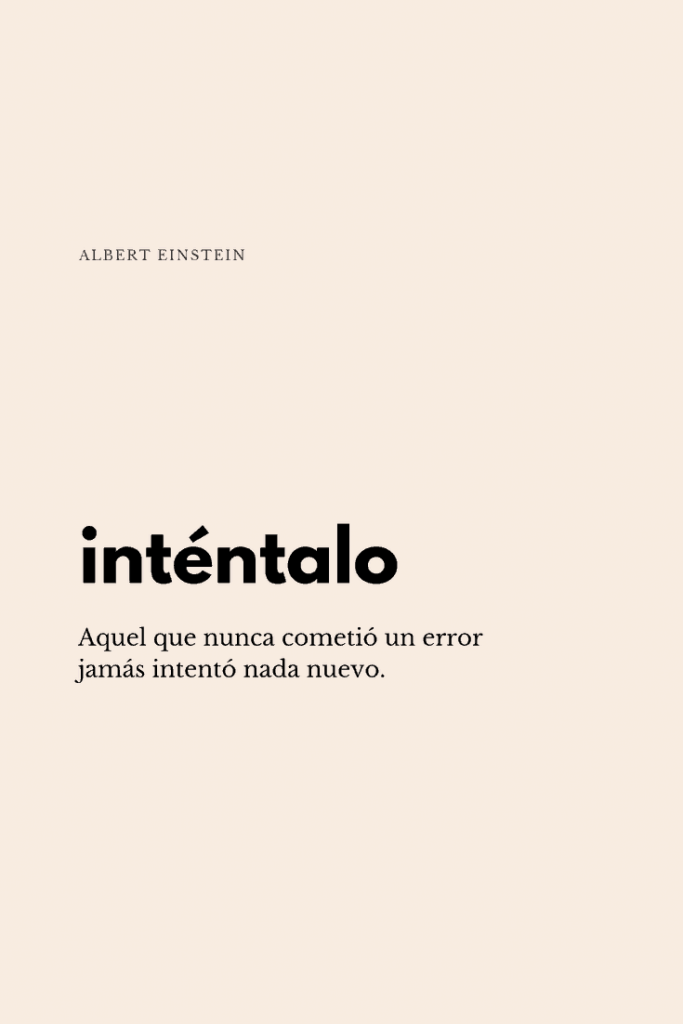 ALBERT EINSTEIN
inténtalo
Aquel que nunca cometió un error
jamás intentó nada nuevo.